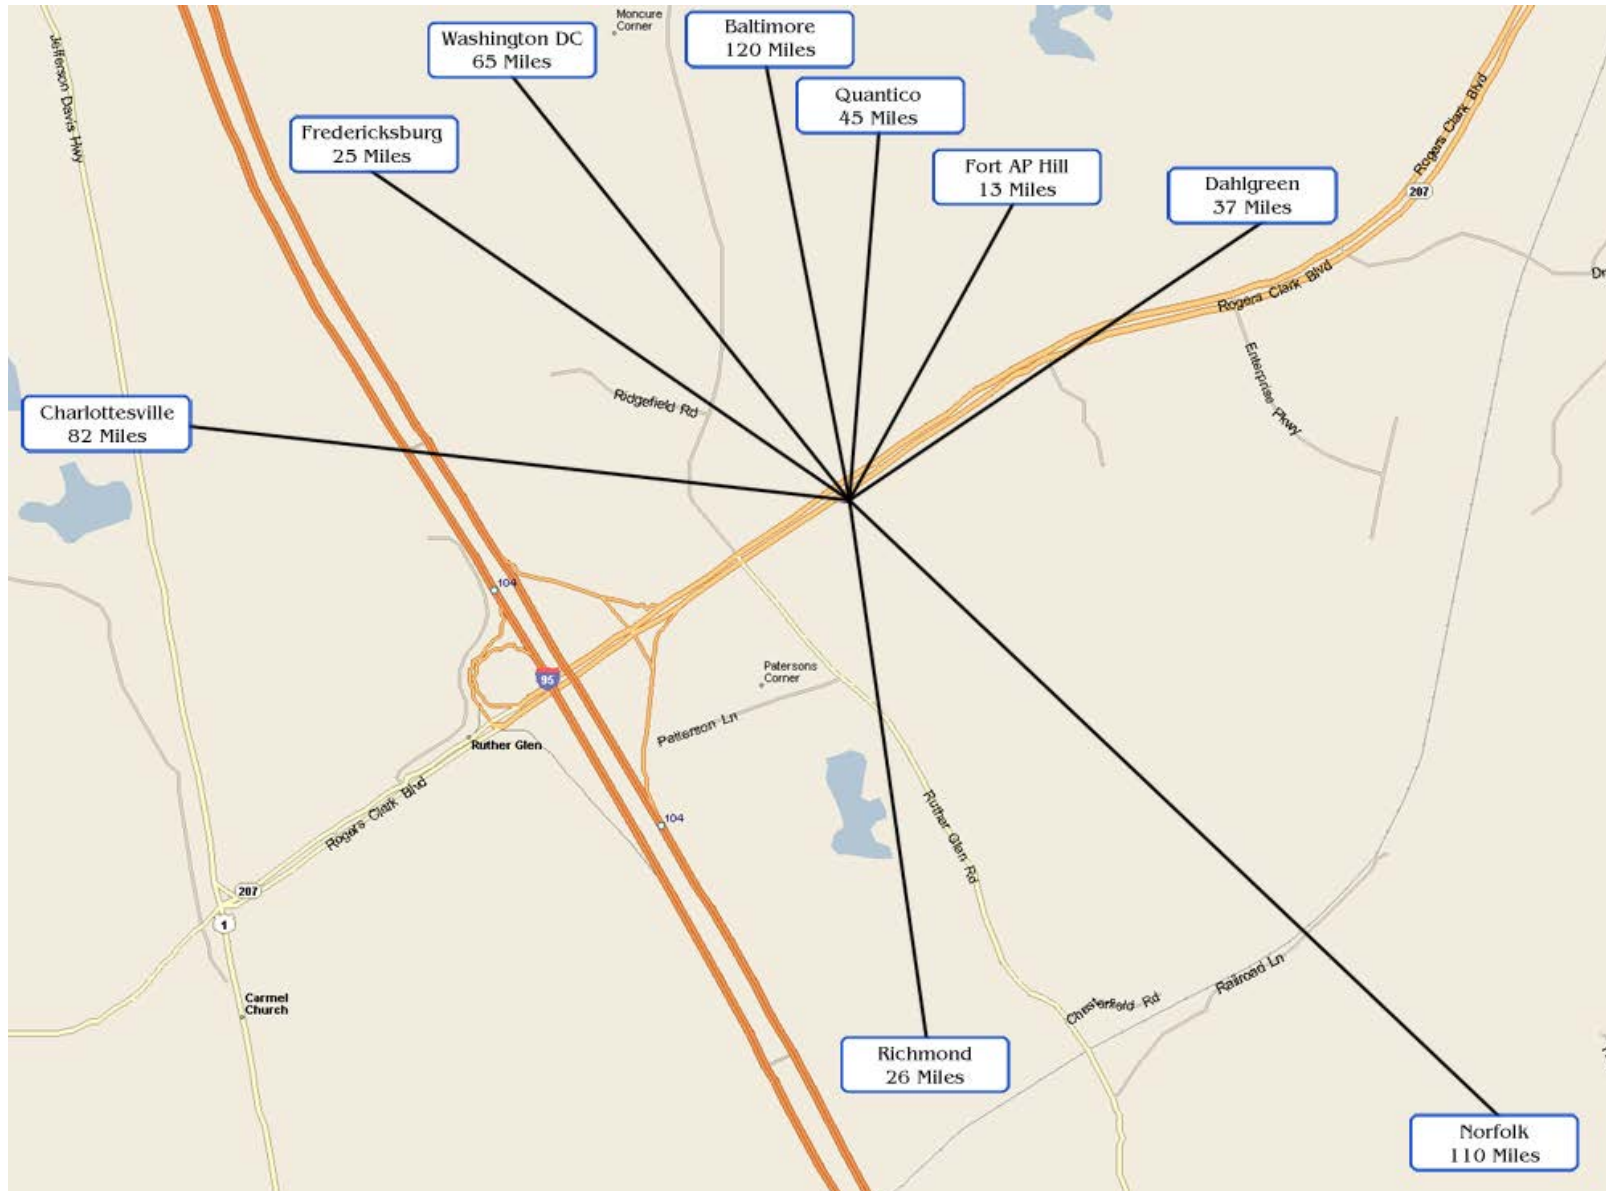 Moncure
Corner
Jefferson Davis Hwy
Washington DC
65 Miles
Baltimore
120 Miles
Quantico
45 Miles
Fredericksburg
25 Miles
Fort AP Hill
13 Miles
Dahlgreen
37 Miles
Rogers Clark Blvd
207
Dr
Rogers Clark Blvd
Enterprise Pkwy
Ridgefield Rd
Charlottesville
82 Miles
104
95
Patersons
Corner
Patterson Ln
Ruther Glen
Rogers Clark Blvd
104
Ruther Glen Rd
207
1
Carmel
Church
Chesterfield Rd
Railroad Ln
Richmond
26 Miles
Norfolk
110 Miles